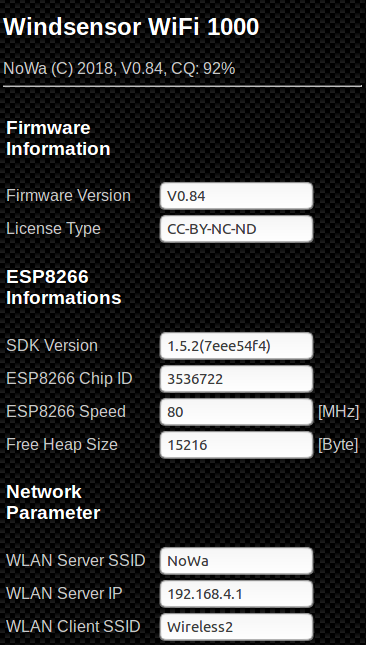 Windsensor WiFi 1000
NoWa (C) 2018, V0.84, CQ: 92%
Firmware
Information
Firmware Version V0.84
License Type CC-BY-NC-ND
ESP8266
Informations
SDK Version 1.5.2(7eee54f4)
ESP8266 Chip ID 3536722
ESP8266 Speed 80 [MHz]
Free Heap Size 15216 [Byte]
Network
Parameter
WLAN Server SSID NoWa
WLAN Server IP 192.168.4.1
WLAN Client SSID Wireless2